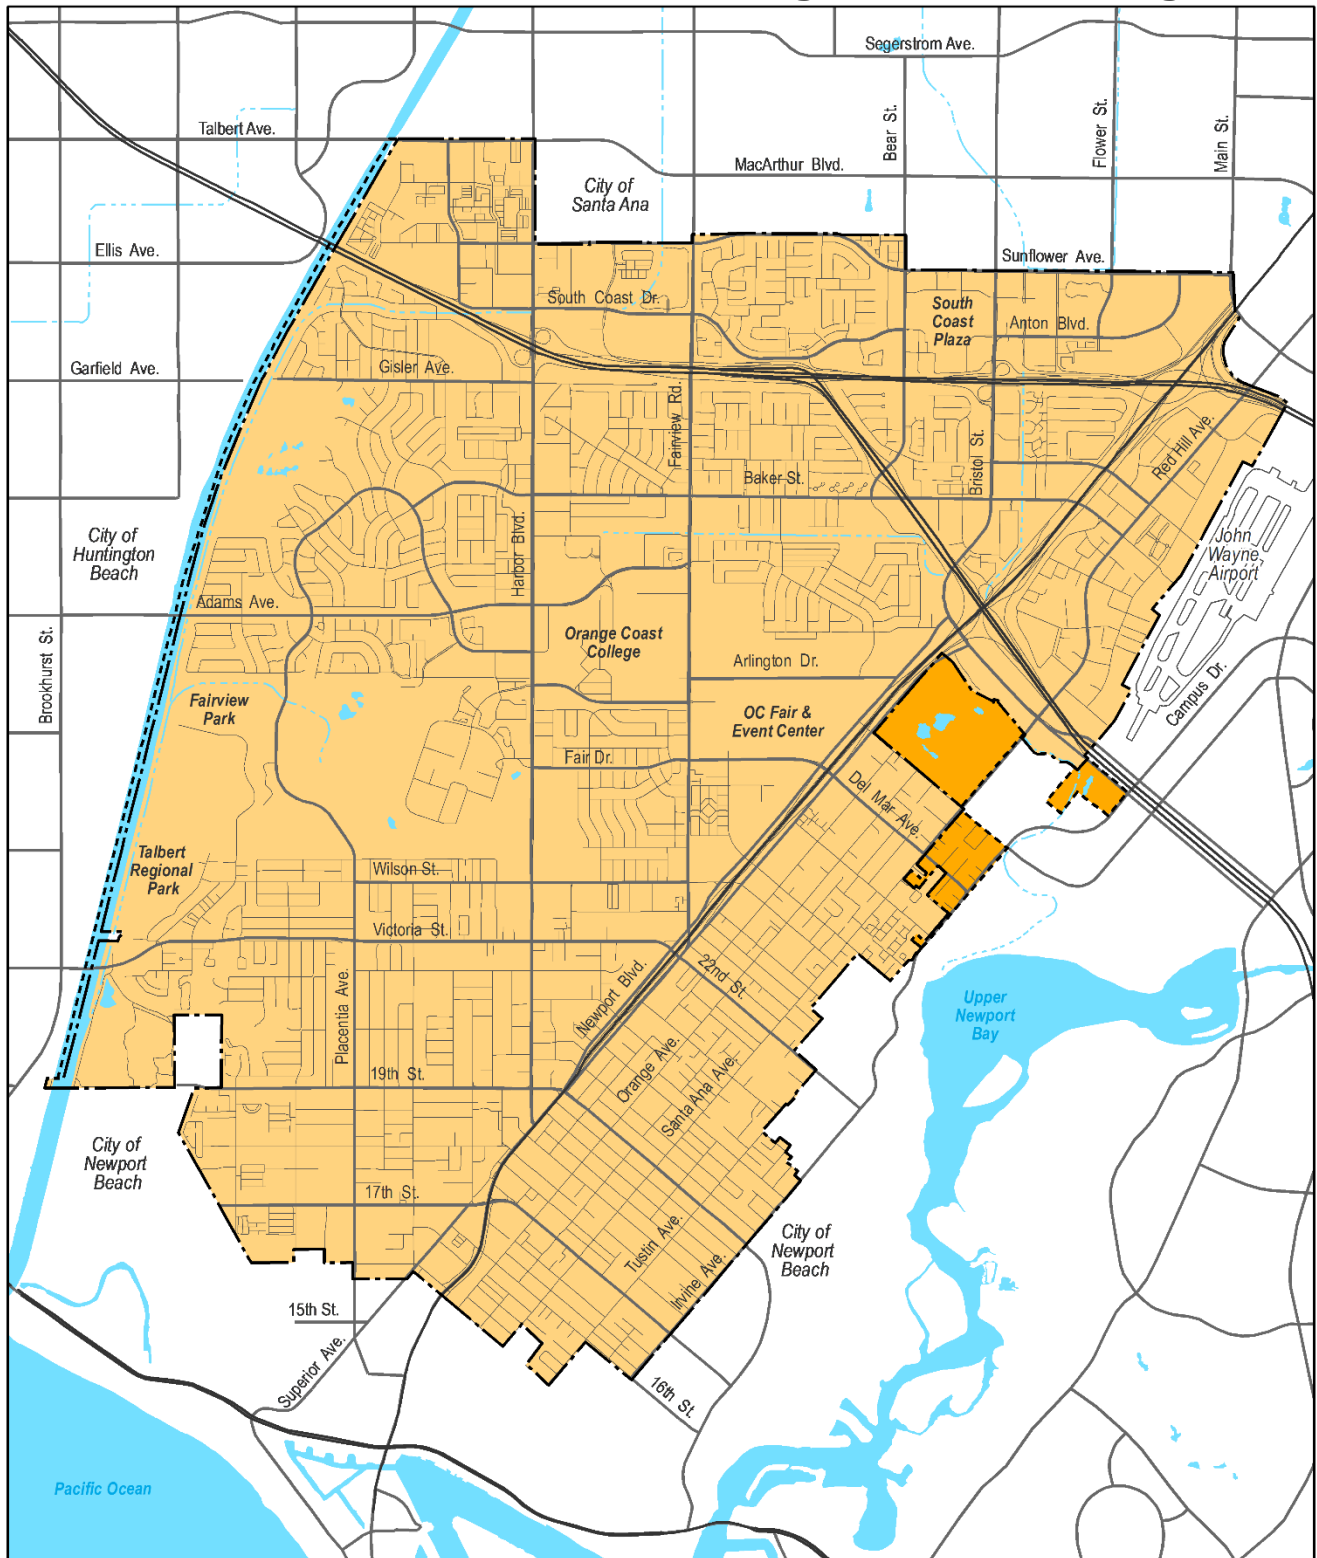 Segerstrom Ave.
Talbert Ave.
Bear St.
Flower St.
Main St.
MacArthur Blvd.
City of
Santa Ana
Ellis Ave.
Sunflower Ave.
South Coast Dr.
South
Coast
Plaza
Anton Blvd.
Garfield Ave.
Gisler Ave.
Fairview Rd.
Red Hill Ave.
Baker St.
Bristol St.
City of
Huntington
Beach
Harbor Blvd.
John
Wayne
Airport
Adams Ave.
Brookhurst St.
Orange Coast
College
Arlington Dr.
Campus Dr.
Fairview
Park
OC Fair &
Event Center
Fair Dr.
Del Mar Ave.
Talbert
Regional
Park
Wilson St.
Victoria St.
22nd St.
Newport Blvd.
Placentia Ave.
Upper
Newport
Bay
19th St.
Orange Ave.
Santa Ana Ave.
City of
Newport
Beach
17th St.
Tustin Ave.
Irvine Ave.
City of
Newport
Beach
15th St.
Superior Ave.
16th St.
Pacific Ocean